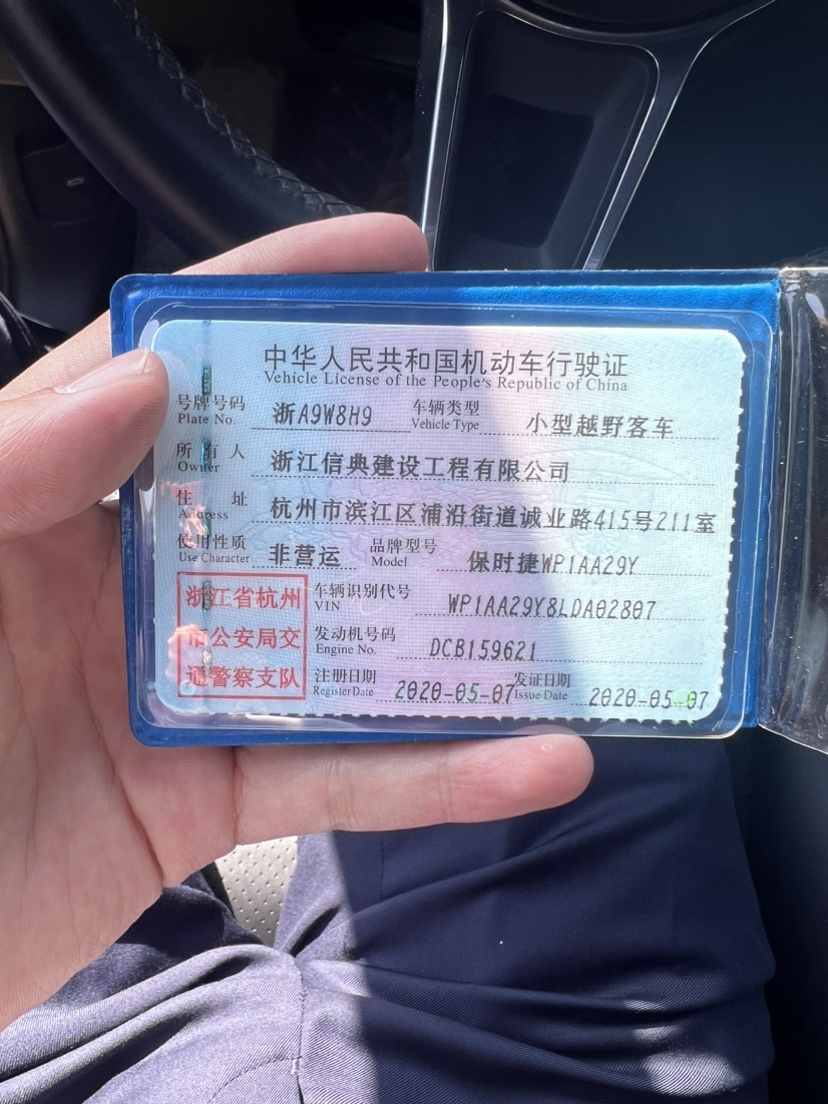 中华人民共和国机动车行驶证
Vehicle License of the People's Republic of China
号牌号码 浙A9W8H9 车辆类型 小型越野客车
Plate No. Vehicle Type
所有人 浙江信典建设工程有限公司
Owner
住址 杭州市滨江区浦沿街道诚业路415号211室
Address
使用性质 非营运 品牌型号 保时捷WP1AA29Y
Use Character Model
浙江省杭州
市公安局交
通警察支队
车辆识别代号 WP1AA29Y8LDA02807
VIN
发动机号码 DCB159621
Engine No.
注册日期 2020-05-07 发证日期 2020-05-07
Register Date Issue Date